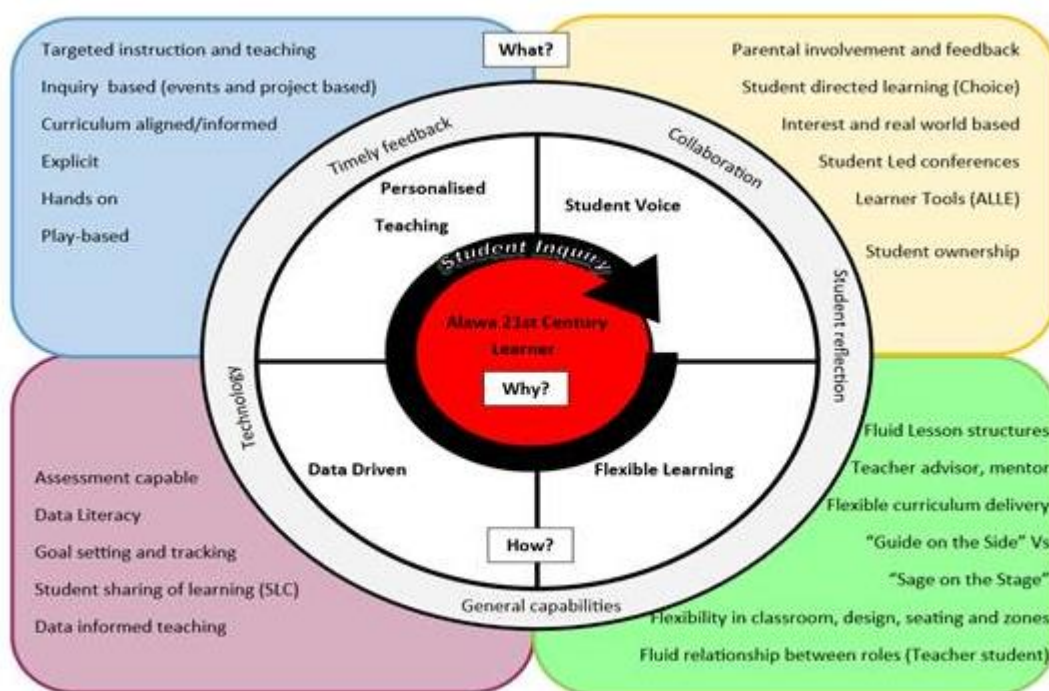 What?
Targeted instruction and teaching
Inquiry based (events and project based)
Curriculum aligned/informed
Explicit
Hands on
Play-based
Parental involvement and feedback
Student directed learning (Choice)
Interest and real world based
Student Led conferences
Learner Tools (ALLE)
Student ownership
Timely feedback
Collaboration
Student reflection
Technology
General capabilities
Personalised
Teaching
Student Voice
Student Inquiry
Alawa 21st Century
Learner
Why?
Data Driven
Flexible Learning
How?
Assessment capable
Data Literacy
Goal setting and tracking
Student sharing of learning (SLC)
Data informed teaching
Fluid Lesson structures
Teacher advisor, mentor
Flexible curriculum delivery
"Guide on the Side" Vs
"Sage on the Stage"
Flexibility in classroom, design, seating and zones
Fluid relationship between roles (Teacher student)